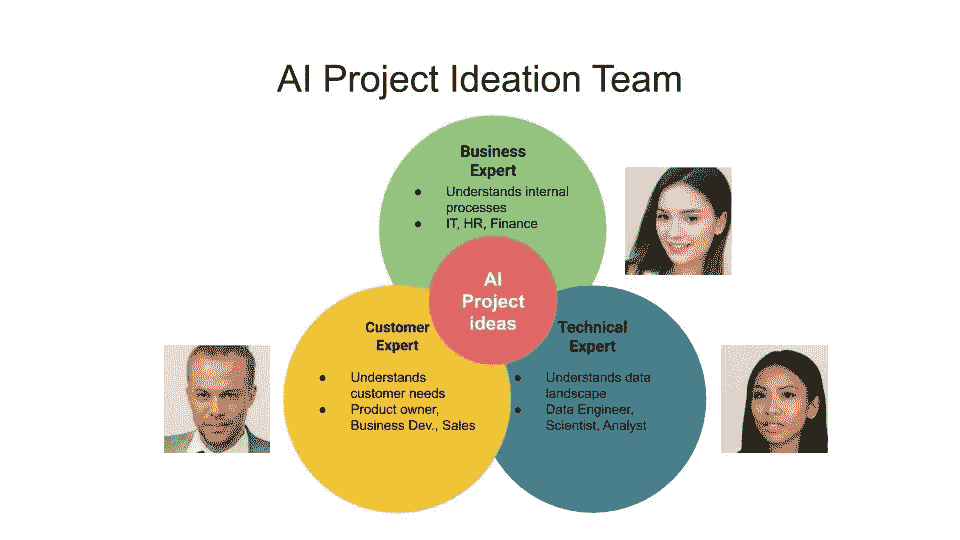 AI Project Ideation Team
Business
Expert
● Understands internal
processes
● IT, HR, Finance
AI
Project
ideas
Customer
Expert
● Understands
customer needs
● Product owner,
Business Dev., Sales
Technical
Expert
● Understands data
landscape
● Data Engineer,
Scientist, Analyst